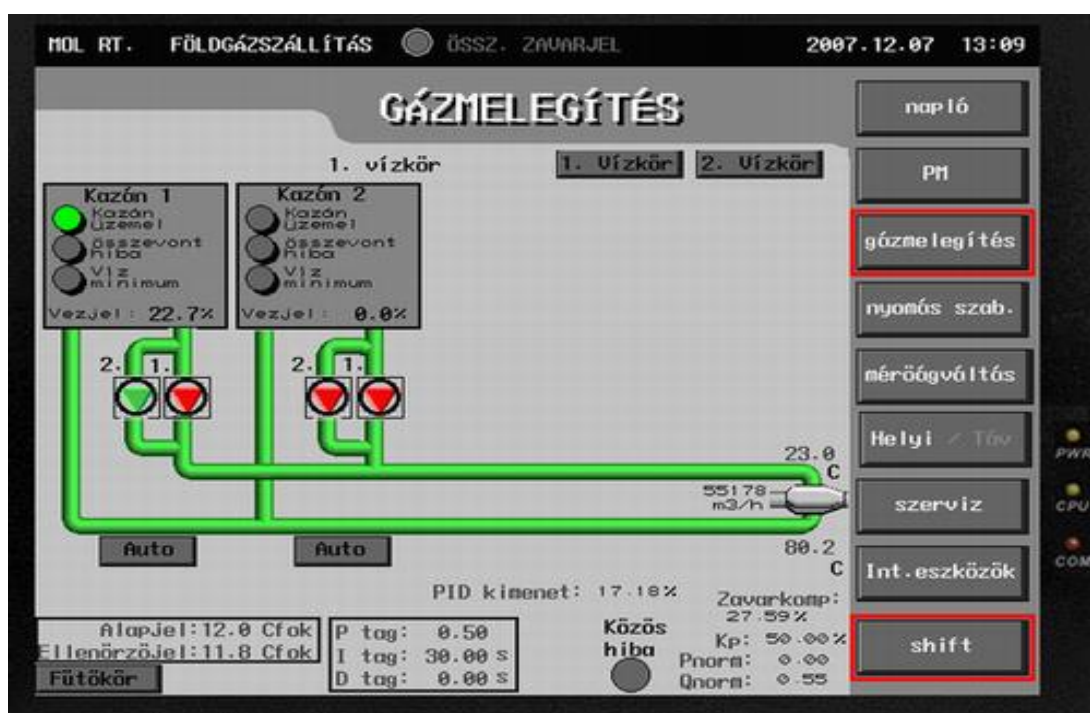 MOL RT. FÖLDGÁZSZÁLLÍTÁS ÖSSZ. ZAVARJEL 2007.12.07 13:09
GÁZMELEGÍTÉS
1. vízkör 1. Vízkör 2. Vízkör
Kazán 1
Kazán üzemel
összevont hiba
Víz minimum
Vezjel: 22.7%
Kazán 2
Kazán üzemel
összevont hiba
Víz minimum
Vezjel: 0.0%
2. 1.
2. 1.
23.0
C
55178
m3/h
80.2
C
Auto
Auto
PID kimenet: 17.18%
Zavarkomp:
27.59%
Kp: 50.00%
Pnorm: 0.00
Qnorm: 0.55
Alapjel:12.0 Cfok
Ellenörzöjel:11.8 Cfok
Fütökör
P tag: 0.50
I tag: 30.00 s
D tag: 0.00 s
Közös
hiba
napló
PM
gázmelegítés
nyomás szab.
méröágváltás
Helyi / Táv
szerviz
Int.eszközök
shift
PWR
CPU
COM